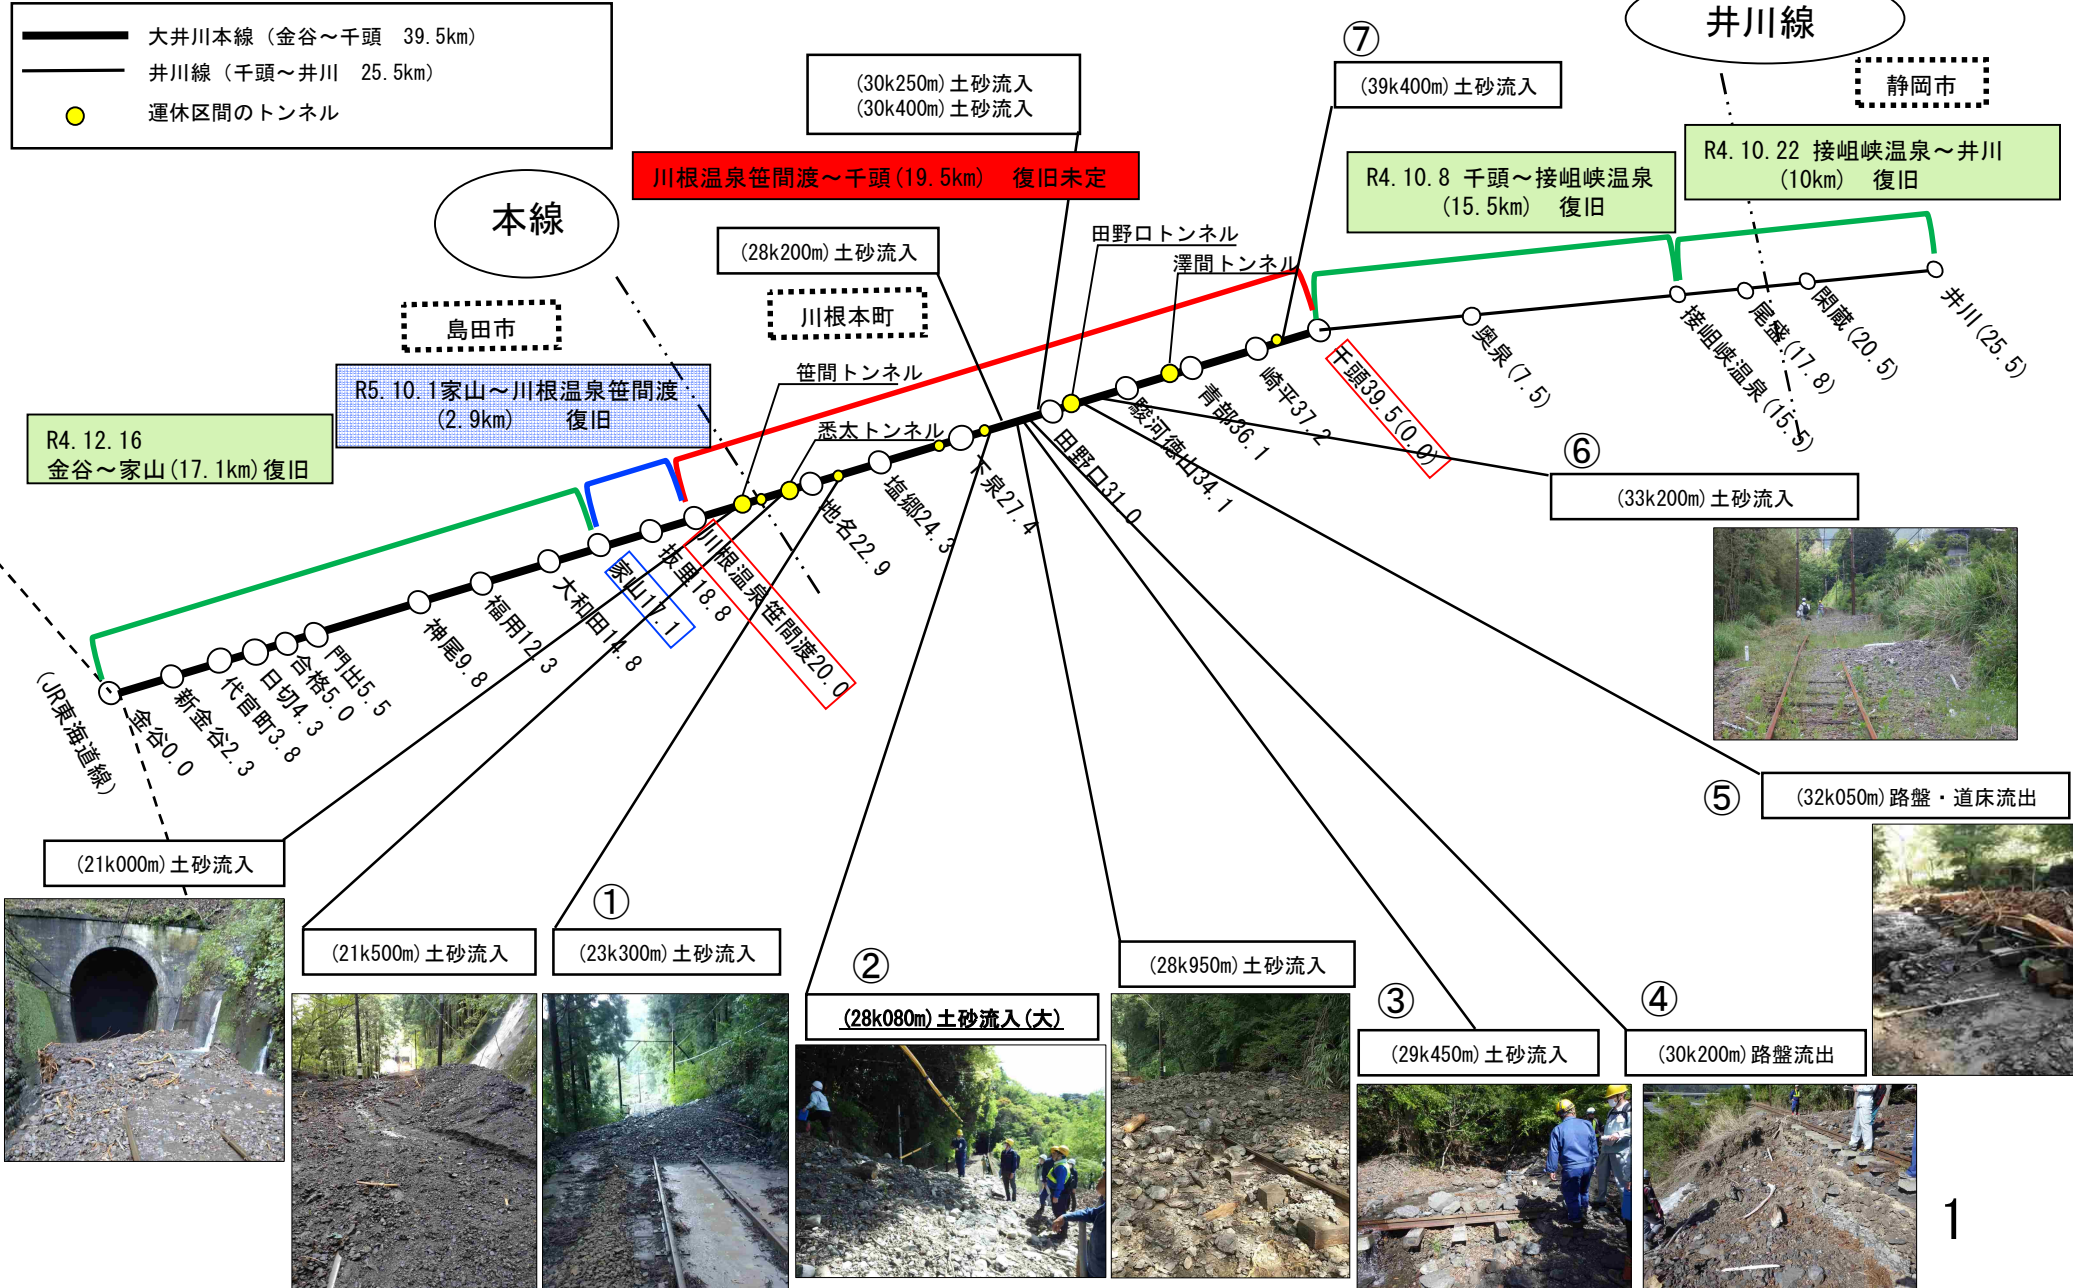 大井川本線（金谷～千頭　39.5km）
井川線（千頭～井川　25.5km）
運休区間のトンネル
井川線
静岡市
⑦
(30k250m)土砂流入
(30k400m)土砂流入
(39k400m)土砂流入
川根温泉笹間渡～千頭(19.5km)　復旧未定
R4.10.8 千頭～接岨峡温泉
(15.5km)　復旧
R4.10.22 接岨峡温泉～井川
(10km)　復旧
本線
(28k200m)土砂流入
田野口トンネル
澤間トンネル
島田市
川根本町
R5.10.1家山～川根温泉笹間渡
(2.9km)　　復旧
笹間トンネル
悉太トンネル
R4.12.16
金谷～家山(17.1km)復旧
(JR東海道線)
金谷0.0
新金谷2.3
代官町3.8
日切4.3
合格5.0
門出5.5
神尾9.8
福用12.3
大和田14.8
家山17.1
抜里18.8
川根温泉笹間渡20.0
地名22.9
塩郷24.3
下泉27.4
田野口31.0
駿河徳山34.1
青部36.1
崎平37.2
千頭39.5(0.0)
奥泉(7.5)
接岨峡温泉(15.5)
尾盛(17.8)
閑蔵(20.5)
井川(25.5)
⑥
(33k200m)土砂流入
⑤
(32k050m)路盤・道床流出
(21k000m)土砂流入
(21k500m)土砂流入
①
(23k300m)土砂流入
②
(28k080m)土砂流入(大)
(28k950m)土砂流入
③
(29k450m)土砂流入
④
(30k200m)路盤流出
1